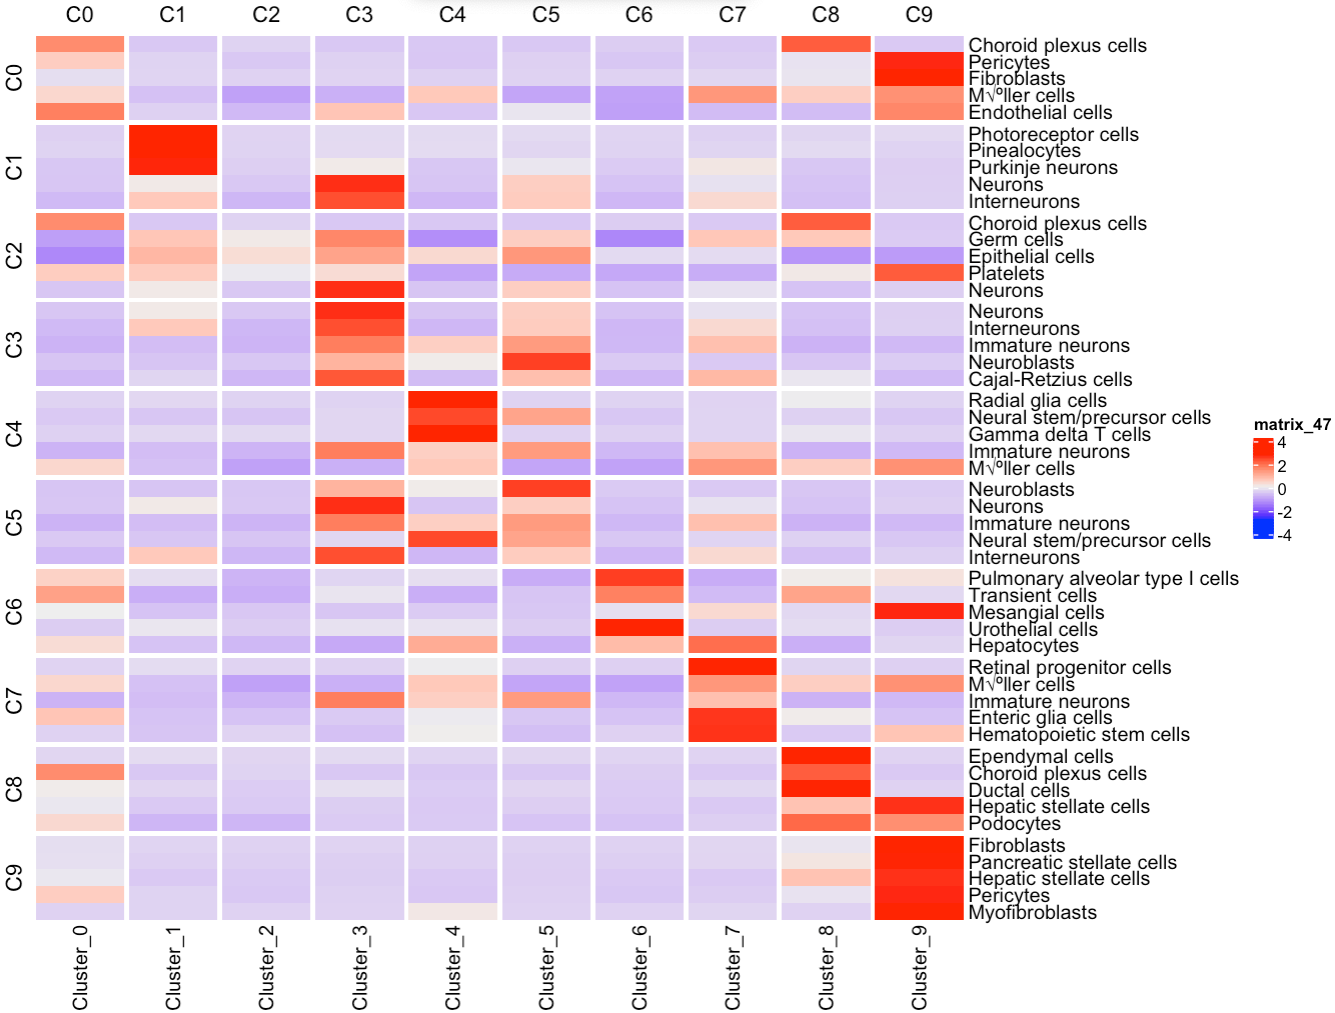 C0 C1 C2 C3 C4 C5 C6 C7 C8 C9
C0
Choroid plexus cells
Pericytes
Fibroblasts
M√ºller cells
Endothelial cells
C1
Photoreceptor cells
Pinealocytes
Purkinje neurons
Neurons
Interneurons
C2
Choroid plexus cells
Germ cells
Epithelial cells
Platelets
Neurons
C3
Neurons
Interneurons
Immature neurons
Neuroblasts
Cajal-Retzius cells
C4
Radial glia cells
Neural stem/precursor cells
Gamma delta T cells
Immature neurons
M√ºller cells
C5
Neuroblasts
Neurons
Immature neurons
Neural stem/precursor cells
Interneurons
C6
Pulmonary alveolar type I cells
Transient cells
Mesangial cells
Urothelial cells
Hepatocytes
C7
Retinal progenitor cells
M√ºller cells
Immature neurons
Enteric glia cells
Hematopoietic stem cells
C8
Ependymal cells
Choroid plexus cells
Ductal cells
Hepatic stellate cells
Podocytes
C9
Fibroblasts
Pancreatic stellate cells
Hepatic stellate cells
Pericytes
Myofibroblasts
Cluster_0
Cluster_1
Cluster_2
Cluster_3
Cluster_4
Cluster_5
Cluster_6
Cluster_7
Cluster_8
Cluster_9
matrix_47
4
2
0
-2
-4